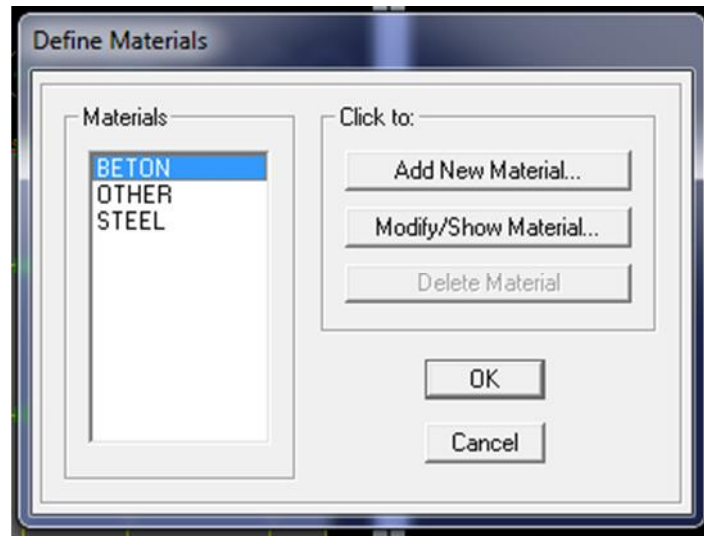 Define Materials
Materials
BETON
OTHER
STEEL
Click to:
Add New Material...
Modify/Show Material...
Delete Material
OK
Cancel